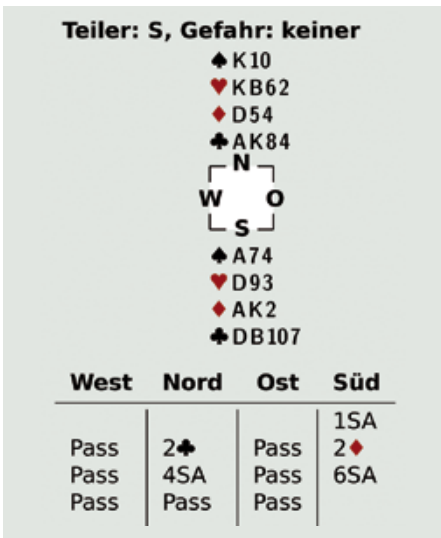 Teiler: S, Gefahr: keiner
♠K10
♥KB62
♦D54
♣AK84
N
W O
S
♠A74
♥D93
♦AK2
♣DB107
West Nord Ost Süd
1SA
Pass 2♣ Pass 2♦
Pass 4SA Pass 6SA
Pass Pass Pass